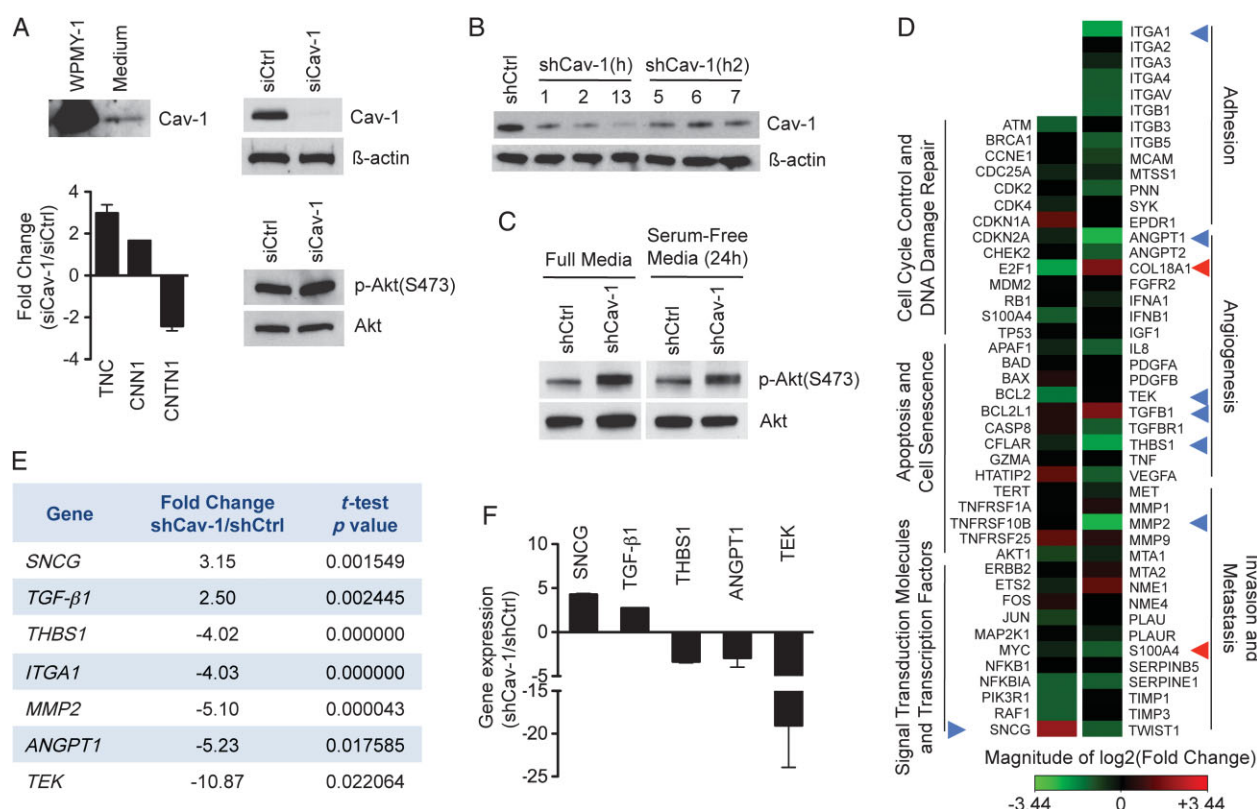 A
WPMY-1
Medium
Cav-1
siCtrl
siCav-1
Cav-1
ß-actin
Fold Change
(siCav-1/siCtrl)
4
2
0
-2
-4
TNC
CNN1
CNTN1
siCtrl
siCav-1
p-Akt(S473)
Akt
B
shCtrl
shCav-1(h)
shCav-1(h2)
1 2 13 5 6 7
Cav-1
ß-actin
C
Full Media
Serum-Free
Media (24h)
shCtrl
shCav-1
shCtrl
shCav-1
p-Akt(S473)
Akt
D
Cell Cycle Control and
DNA Damage Repair
Apoptosis and
Cell Senescence
Signal Transduction Molecules
and Transcription Factors
ATM
BRCA1
CCNE1
CDC25A
CDK2
CDK4
CDKN1A
CDKN2A
CHEK2
E2F1
MDM2
RB1
S100A4
TP53
APAF1
BAD
BAX
BCL2
BCL2L1
CASP8
CFLAR
GZMA
HTATIP2
TERT
TNFRSF1A
TNFRSF10B
TNFRSF25
AKT1
ERBB2
ETS2
FOS
JUN
MAP2K1
MYC
NFKB1
NFKBIA
PIK3R1
RAF1
SNCG
ITGA1
ITGA2
ITGA3
ITGA4
ITGAV
ITGB1
ITGB3
ITGB5
MCAM
MTSS1
PNN
SYK
EPDR1
ANGPT1
ANGPT2
COL18A1
FGFR2
IFNA1
IFNB1
IGF1
IL8
PDGFA
PDGFB
TEK
TGFB1
TGFBR1
THBS1
TNF
VEGFA
MET
MMP1
MMP2
MMP9
MTA1
MTA2
NME1
NME4
PLAU
PLAUR
S100A4
SERPINB5
SERPINE1
TIMP1
TIMP3
TWIST1
Adhesion
Angiogenesis
Invasion and
Metastasis
Magnitude of log2(Fold Change)
-3 44 0 +3 44
E
Gene Fold Change shCav-1/shCtrl t-test p value
SNCG 3.15 0.001549
TGF-β1 2.50 0.002445
THBS1 -4.02 0.000000
ITGA1 -4.03 0.000000
MMP2 -5.10 0.000043
ANGPT1 -5.23 0.017585
TEK -10.87 0.022064
F
Gene expression
(shCav-1/shCtrl)
10
5
0
-5
-15
-20
-25
SNCG
TGF-β1
THBS1
ANGPT1
TEK